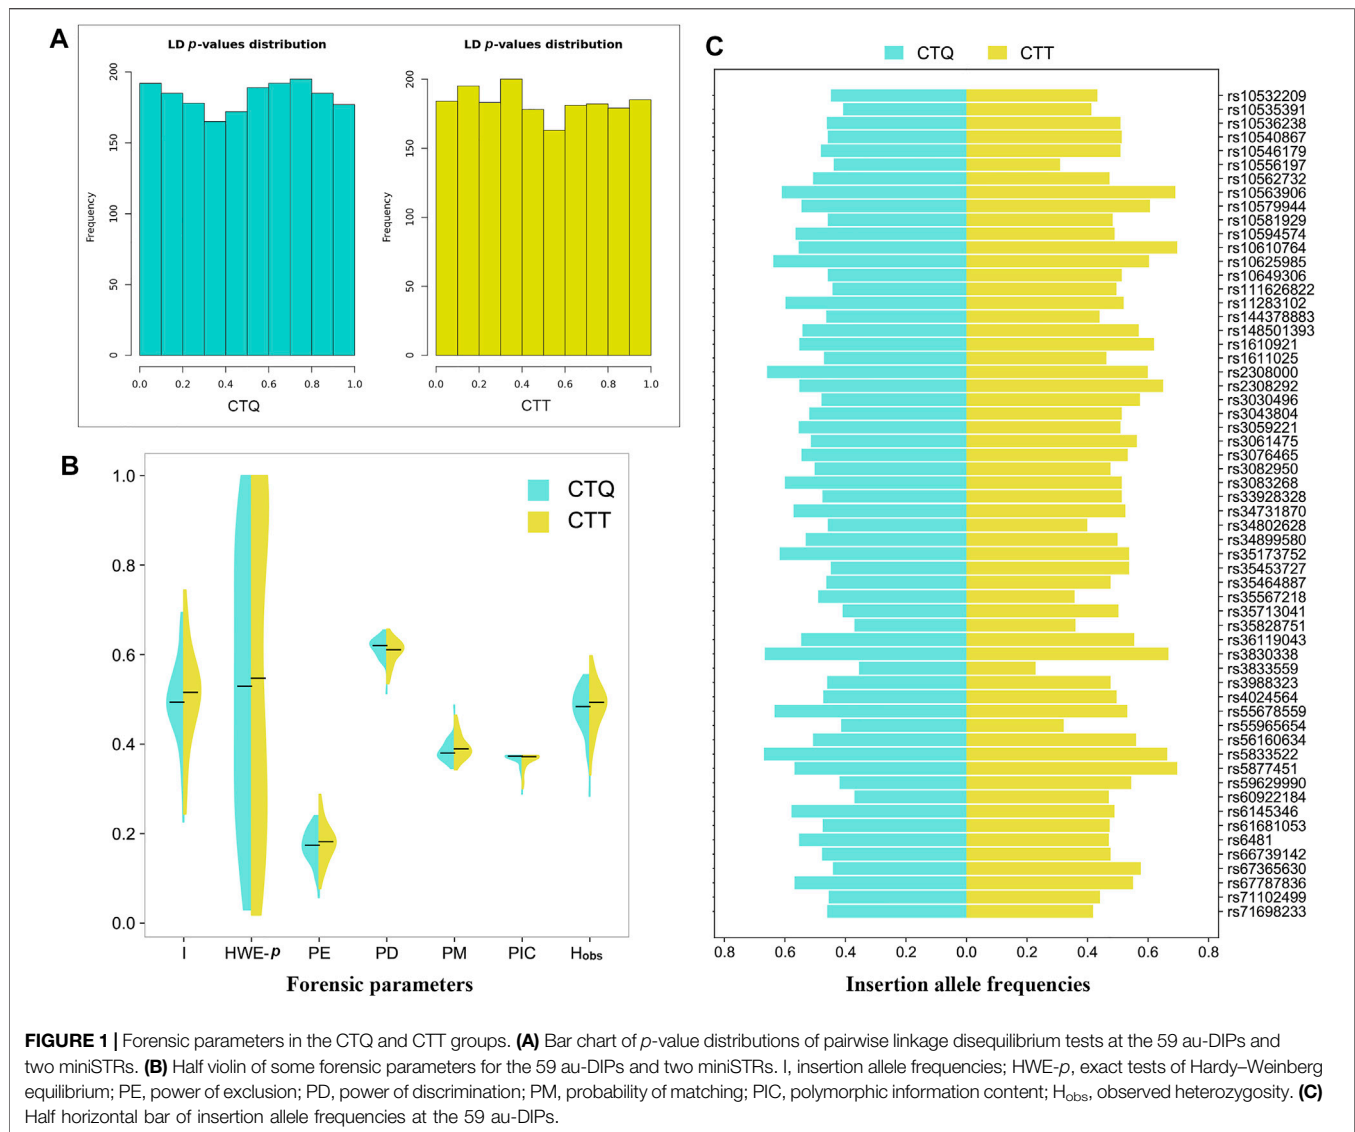 A
LD p-values distribution
Frequency
0
50
100
150
200
0.0 0.2 0.4 0.6 0.8 1.0
CTQ
LD p-values distribution
Frequency
0
50
100
150
200
0.0 0.2 0.4 0.6 0.8 1.0
CTT
B
CTQ
CTT
1.0
0.8
0.6
0.4
0.2
0.0
I HWE-p PE PD PM PIC Hobs
Forensic parameters
C
CTQ CTT
rs10532209
rs10535391
rs10536238
rs10540867
rs10546179
rs10556197
rs10562732
rs10563906
rs10579944
rs10581929
rs10594574
rs10610764
rs10625985
rs10649306
rs111626822
rs11283102
rs144378883
rs148501393
rs1610921
rs1611025
rs2308000
rs2308292
rs3030496
rs3043804
rs3059221
rs3061475
rs3076465
rs3082950
rs3083268
rs33928328
rs34731870
rs34802628
rs34899580
rs35173752
rs35453727
rs35464887
rs35567218
rs35713041
rs35828751
rs36119043
rs3830338
rs3833559
rs3988323
rs4024564
rs55678559
rs55965654
rs56160634
rs5833522
rs5877451
rs59629990
rs60922184
rs6145346
rs61681053
rs6481
rs66739142
rs67365630
rs67787836
rs71102499
rs71698233
0.8 0.6 0.4 0.2 0.0 0.2 0.4 0.6 0.8
Insertion allele frequencies
FIGURE 1 | Forensic parameters in the CTQ and CTT groups. (A) Bar chart of p-value distributions of pairwise linkage disequilibrium tests at the 59 au-DIPs and
two miniSTRs. (B) Half violin of some forensic parameters for the 59 au-DIPs and two miniSTRs. I, insertion allele frequencies; HWE-p, exact tests of Hardy–Weinberg
equilibrium; PE, power of exclusion; PD, power of discrimination; PM, probability of matching; PIC, polymorphic information content; Hobs, observed heterozygosity. (C)
Half horizontal bar of insertion allele frequencies at the 59 au-DIPs.